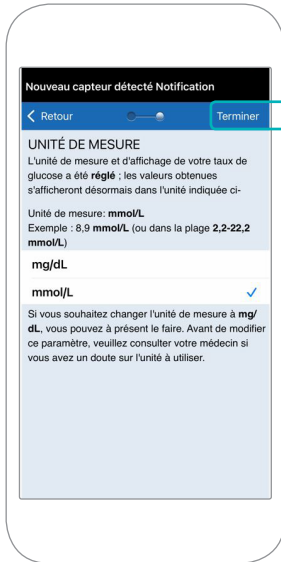 Nouveau capteur détecté Notification
Retour
Terminer
UNITÉ DE MESURE
L'unité de mesure et d'affichage de votre taux de
glucose a été réglé ; les valeurs obtenues
s'afficheront désormais dans l'unité indiquée ci-
Unité de mesure: mmol/L
Exemple : 8,9 mmol/L (ou dans la plage 2,2-22,2
mmol/L)
mg/dL
mmol/L
Si vous souhaitez changer l'unité de mesure à mg/
dL, vous pouvez à présent le faire. Avant de modifier
ce paramètre, veuillez consulter votre médecin si
vous avez un doute sur l'unité à utiliser.